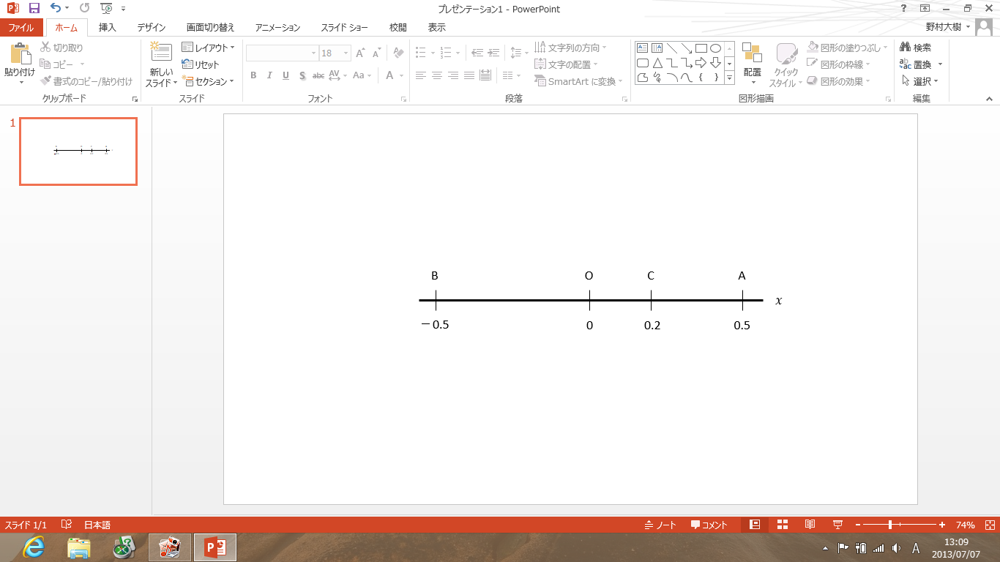 プレゼンテーション1 - PowerPoint
ファイル ホーム 挿入 デザイン 画面切り替え アニメーション スライド ショー 校閲 表示 野村大樹
貼り付け
切り取り
コピー
書式のコピー/貼り付け
クリップボード
新しい
スライド
レイアウト
リセット
セクション
スライド
18
B I U S abc AV Aa A
フォント
文字列の方向
文字の配置
SmartArt に変換
段落
配置
クイック
スタイル
図形の塗りつぶし
図形の枠線
図形の効果
図形描画
検索
置換
選択
編集
1
B O C A
x
－0.5 0 0.2 0.5
スライド 1/1 日本語 ノート コメント 74%
A
13:09
2013/07/07